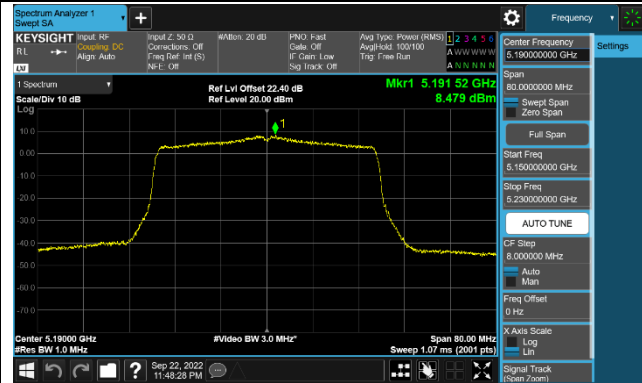 Spectrum Analyzer 1
Swept SA
+
Frequency
KEYSIGHT
RL
LXI
Input: RF
Coupling: DC
Align: Auto
Input Z: 50 Ω
Corrections: Off
Freq Ref: Int (S)
NFE: Off
#Atten: 20 dB
PNO: Fast
Gate: Off
IF Gain: Low
Sig Track: Off
Avg Type: Power (RMS)
Avg|Hold: 100/100
Trig: Free Run
1 2 3 4 5 6
A W W W W W
A N N N N N
1 Spectrum
Scale/Div 10 dB
Log
Ref Lvl Offset 22.40 dB
Ref Level 20.00 dBm
Mkr1 5.191 52 GHz
8.479 dBm
1
10.0
0.00
-10.0
-20.0
-30.0
-40.0
-50.0
-60.0
-70.0
Center 5.19000 GHz
#Res BW 1.0 MHz
#Video BW 3.0 MHz*
Span 80.00 MHz
Sweep 1.07 ms (2001 pts)
Center Frequency
5.190000000 GHz
Span
80.0000000 MHz
Swept Span
Zero Span
Full Span
Start Freq
5.150000000 GHz
Stop Freq
5.230000000 GHz
AUTO TUNE
CF Step
8.000000 MHz
Auto
Man
Freq Offset
0 Hz
X Axis Scale
Log
Lin
Signal Track
(Span Zoom)
Settings
?
Sep 22, 2022
11:48:28 PM